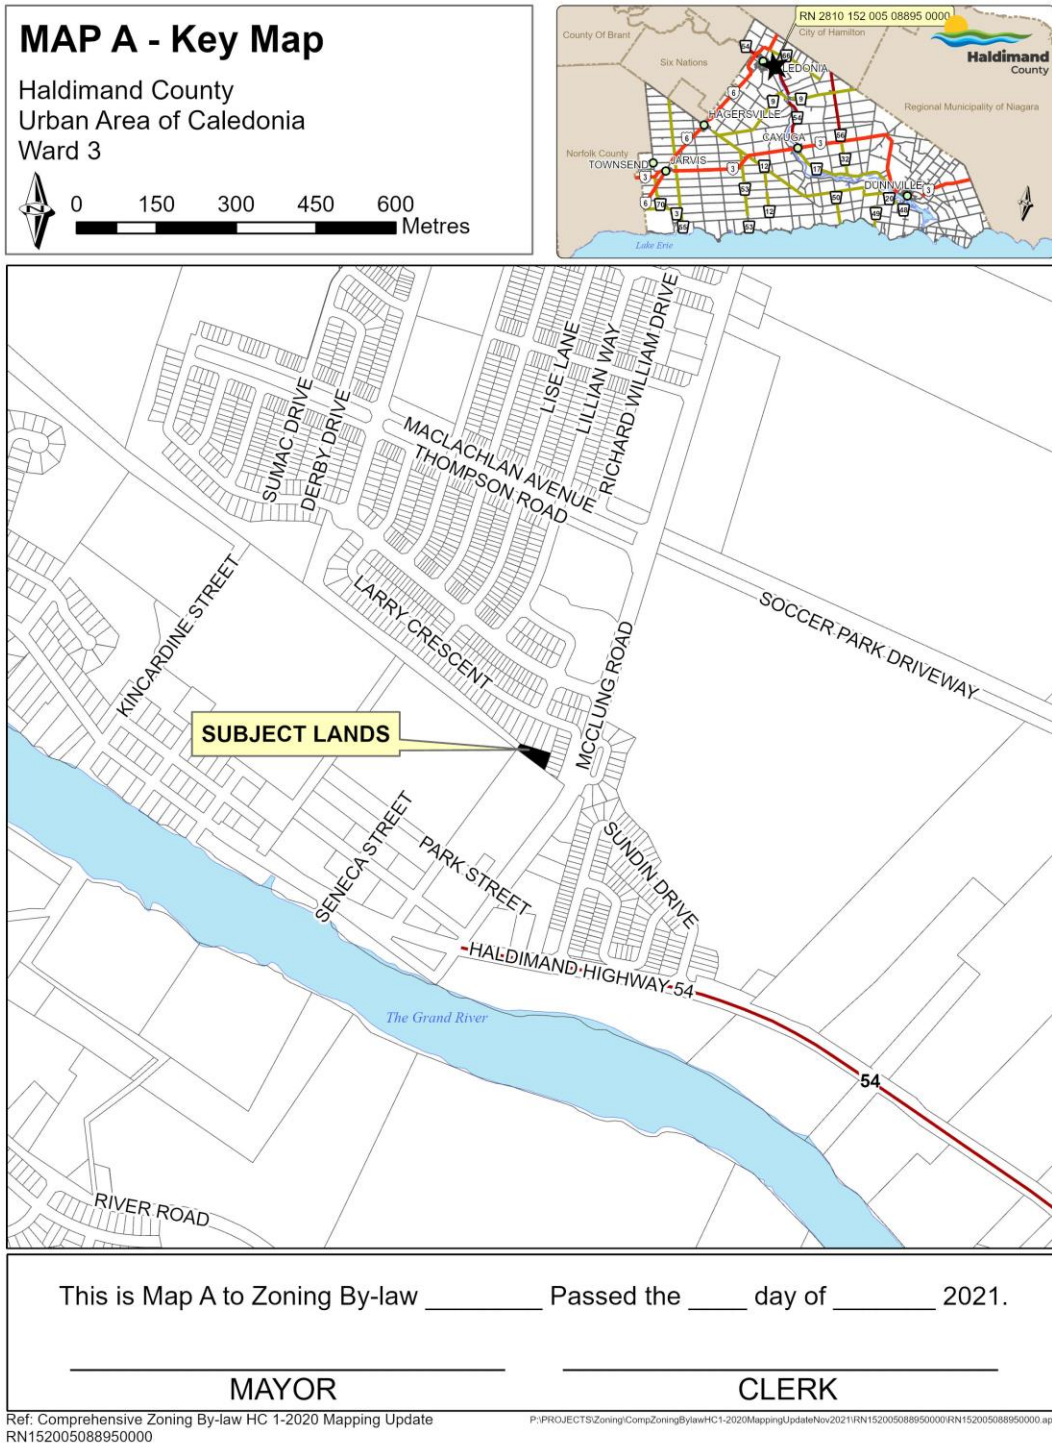 MAP A - Key Map
Haldimand County
Urban Area of Caledonia
Ward 3
N
0 150 300 450 600
Metres
RN 2810 152 005 08895 0000
County Of Brant
City of Hamilton
Haldimand
County
Six Nations
LEDONIA
Regional Municipality of Niagara
HAGERSVILLE
CAYUGA
Norfolk County
TOWNSEND
JARVIS
DUNNVILLE
Lake Erie
LISE LANE
LILLIAN WAY
RICHARD WILLIAM DRIVE
SUMAC DRIVE
DERBY DRIVE
MACLACHLAN AVENUE
THOMPSON ROAD
KINCARDINE STREET
LARRY CRESCENT
SOCCER PARK DRIVEWAY
MCCLUNG ROAD
SUBJECT LANDS
SENECA STREET
PARK STREET
SUNDIN DRIVE
HALDIMAND HIGHWAY 54
The Grand River
54
RIVER ROAD
This is Map A to Zoning By-law ________ Passed the ____ day of _______ 2021.
MAYOR CLERK
Ref: Comprehensive Zoning By-law HC 1-2020 Mapping Update
RN152005088950000
P:\PROJECTS\Zoning\CompZoningBylawHC1-2020MappingUpdateNov2021\RN152005088950000\RN152005088950000.ap